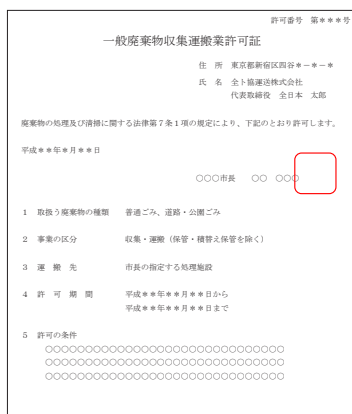 許可番号　第＊＊＊号
一般廃棄物収集運搬業許可証
住　所　東京都新宿区四谷＊－＊－＊
氏　名　全ト協運送株式会社
代表取締役　全日本　太郎
廃棄物の処理及び清掃に関する法律第７条１項の規定により、下記のとおり許可します。
平成＊＊年＊月＊＊日
○○○市長　○○　○○○
１　取扱う廃棄物の種類　普通ごみ、道路・公園ごみ
２　事業の区分　収集・運搬（保管・積替え保管を除く）
３　運　搬　先　市長の指定する処理施設
４　許　可　期　間　平成＊＊年＊＊月＊＊日から
平成＊＊年＊＊月＊＊日まで
５　許可の条件
○○○○○○○○○○○○○○○○○○○○○○○○○○○○○○
○○○○○○○○○○○○○○○○○○○○○○○○○○○○○○
○○○○○○○○○○○○○○○○○○○○○○○○○○○○○○